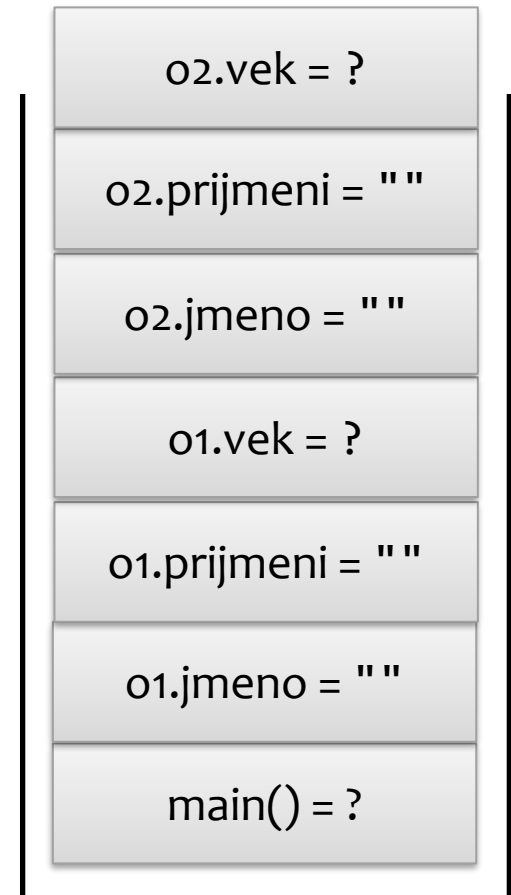 o2.vek = ?
o2.prijmeni = ""
o2.jmeno = ""
o1.vek = ?
o1.prijmeni = ""
o1.jmeno = ""
main() = ?